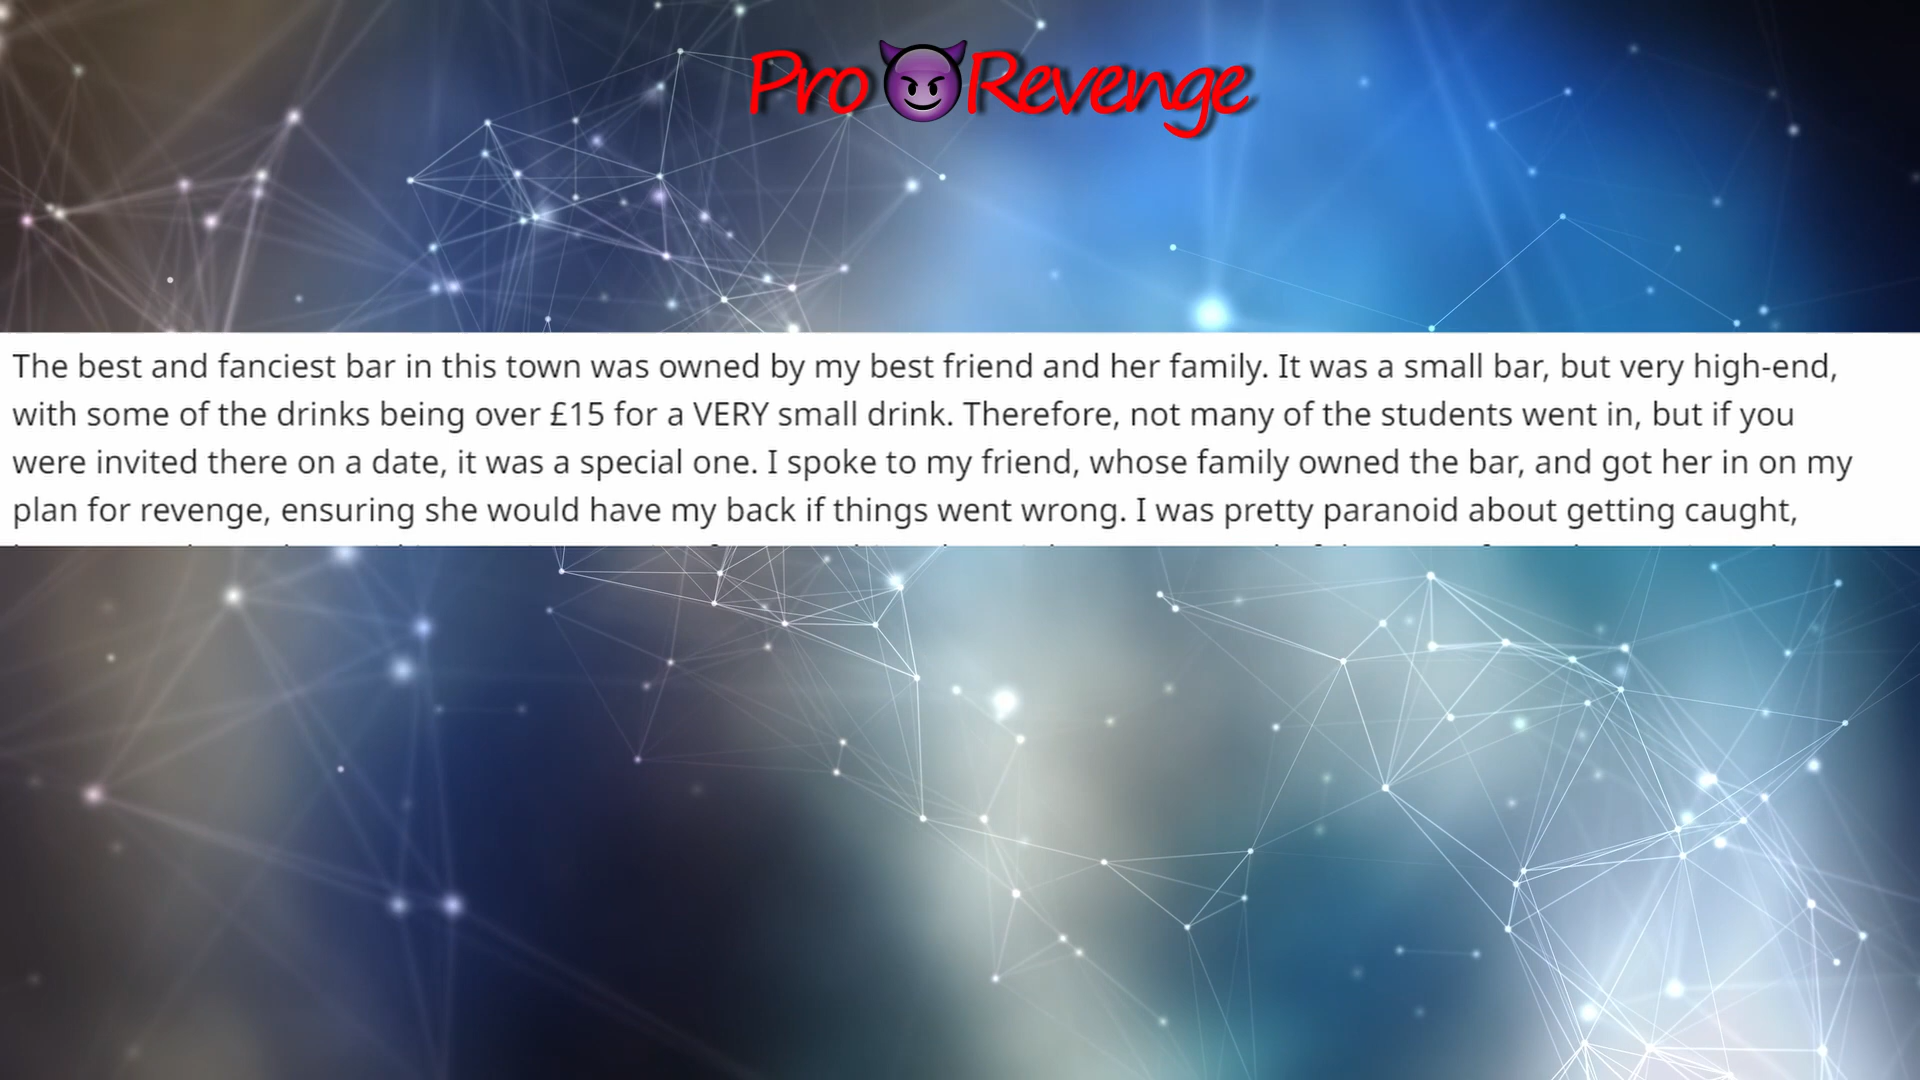 Pro Revenge
The best and fanciest bar in this town was owned by my best friend and her family. It was a small bar, but very high-end,
with some of the drinks being over £15 for a VERY small drink. Therefore, not many of the students went in, but if you
were invited there on a date, it was a special one. I spoke to my friend, whose family owned the bar, and got her in on my
plan for revenge, ensuring she would have my back if things went wrong. I was pretty paranoid about getting caught,